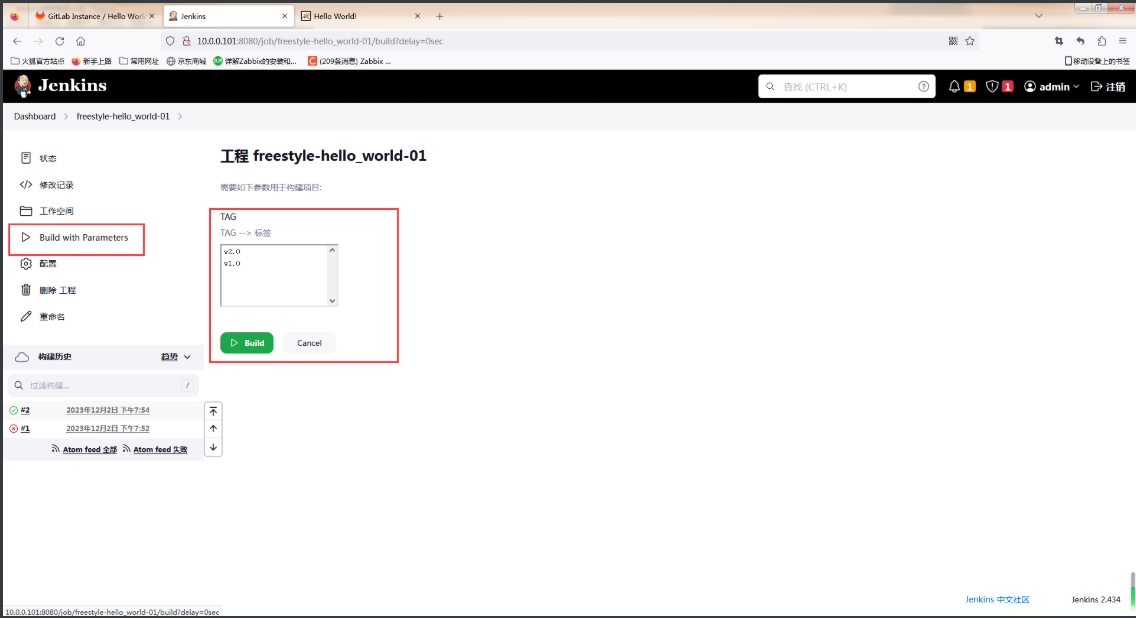 GitLab Instance / Hello World
Jenkins
Hello World!
10.0.0.101:8080/job/freestyle-hello_world-01/build?delay=0sec
火狐官方站点
新手上路
常用网址
京东商城
详解Zabbix的安装和...
(209条消息) Zabbix ...
移动设备上的书签
Jenkins
查找 (CTRL+K)
1
1
admin
注销
Dashboard
freestyle-hello_world-01
状态
修改记录
工作空间
Build with Parameters
配置
删除 工程
重命名
构建历史
趋势
过滤构建...
/
#2
2023年12月2日 下午7:54
#1
2023年12月2日 下午7:52
Atom feed 全部
Atom feed 失败
工程 freestyle-hello_world-01
需要如下参数用于构建项目:
TAG
TAG --> 标签
v2.0
v1.0
Build
Cancel
Jenkins 中文社区
Jenkins 2.434
10.0.0.101:8080/job/freestyle-hello_world-01/build?delay=0sec